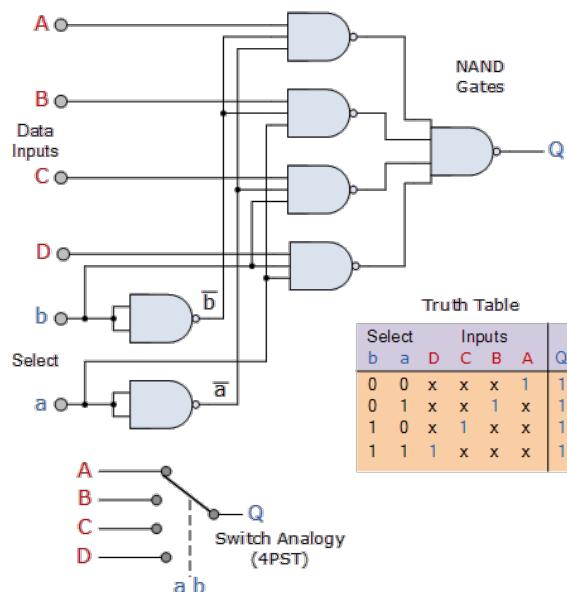 A
NAND
Gates
B
Q
Data
Inputs
C
D
b̅
b
Truth Table
Select Inputs
b a D C B A Q
0 0 x x x 1 1
0 1 x x 1 x 1
1 0 x 1 x x 1
1 1 1 x x x 1
Select
a̅
a
A
B
Q
C
Switch Analogy
(4PST)
D
a b